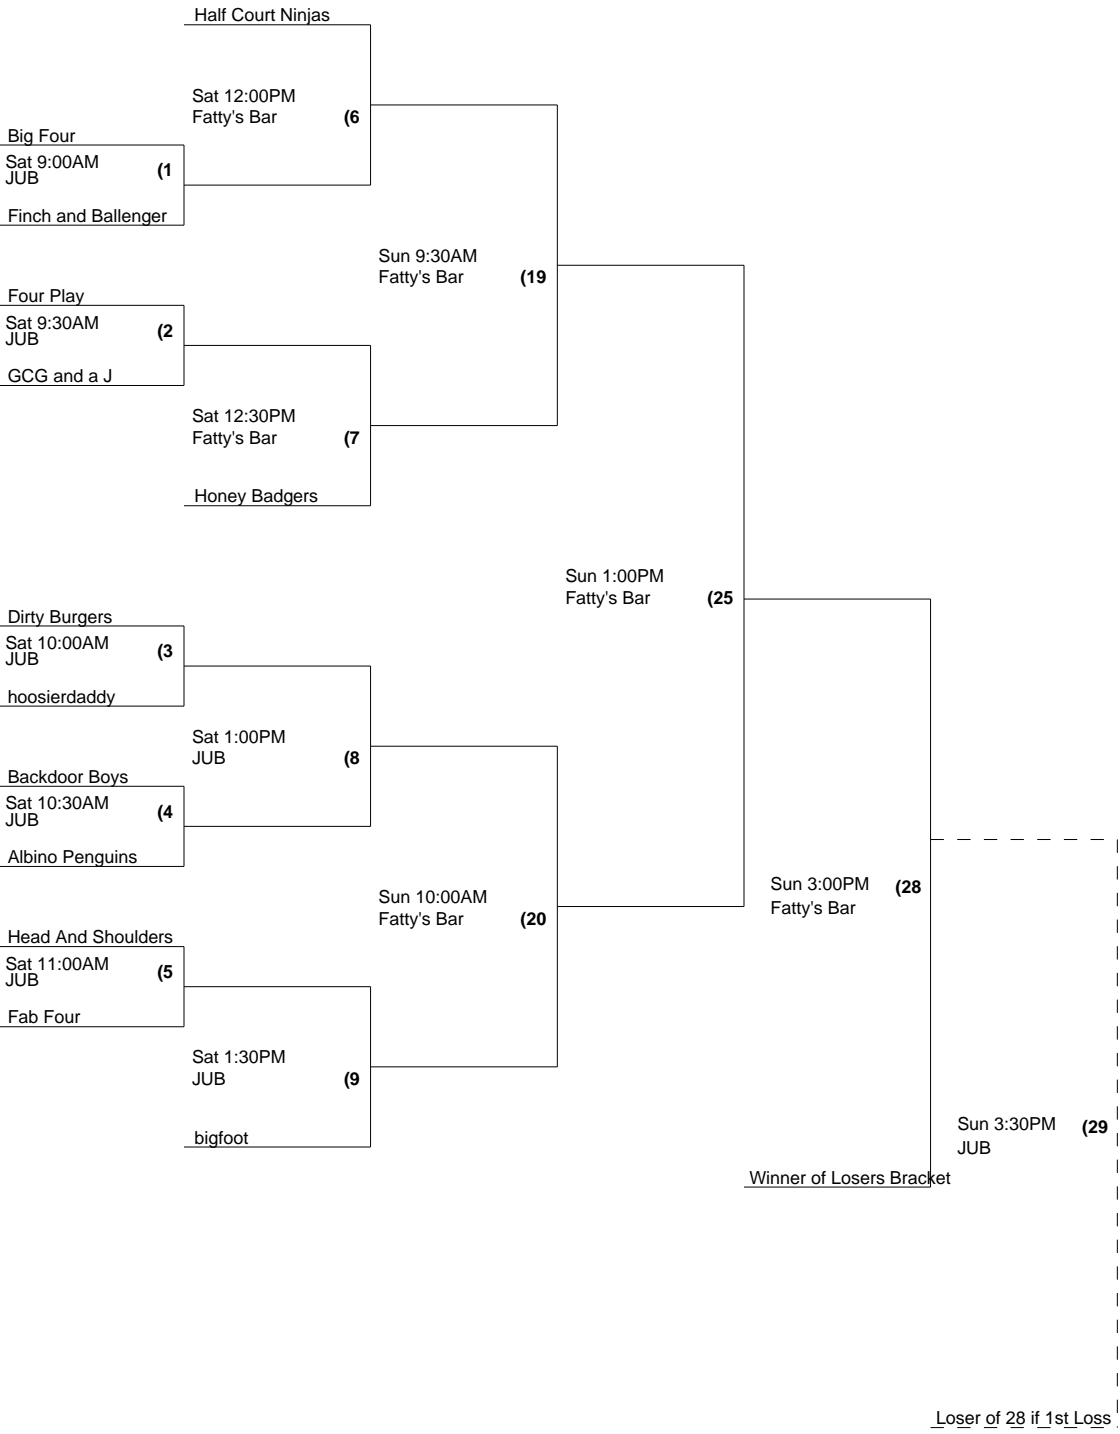 Half Court Ninjas
Sat 12:00PM
Fatty's Bar (6
Big Four
Sat 9:00AM
JUB (1
Finch and Ballenger
Sun 9:30AM
Fatty's Bar (19
Four Play
Sat 9:30AM
JUB (2
GCG and a J
Sat 12:30PM
Fatty's Bar (7
Honey Badgers
Sun 1:00PM
Fatty's Bar (25
Dirty Burgers
Sat 10:00AM
JUB (3
hoosierdaddy
Sat 1:00PM
JUB (8
Backdoor Boys
Sat 10:30AM
JUB (4
Albino Penguins
Sun 10:00AM
Fatty's Bar (20
Sun 3:00PM (28
Fatty's Bar
Head And Shoulders
Sat 11:00AM
JUB (5
Fab Four
Sat 1:30PM
JUB (9
bigfoot
Sun 3:30PM (29
JUB
Winner of Losers Bracket
Loser of 28 if 1st Loss